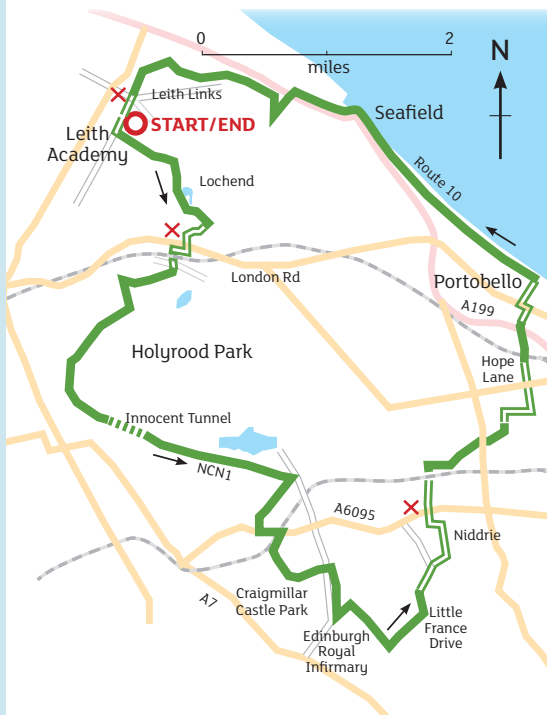 0
2
miles
N
Leith Links
START/END
Seafield
Leith
Academy
Lochend
Route 10
London Rd
Portobello
A199
Holyrood Park
Hope
Lane
Innocent Tunnel
NCN1
A6095
Niddrie
Craigmillar
Castle Park
A7
Little
France
Drive
Edinburgh
Royal
Infirmary